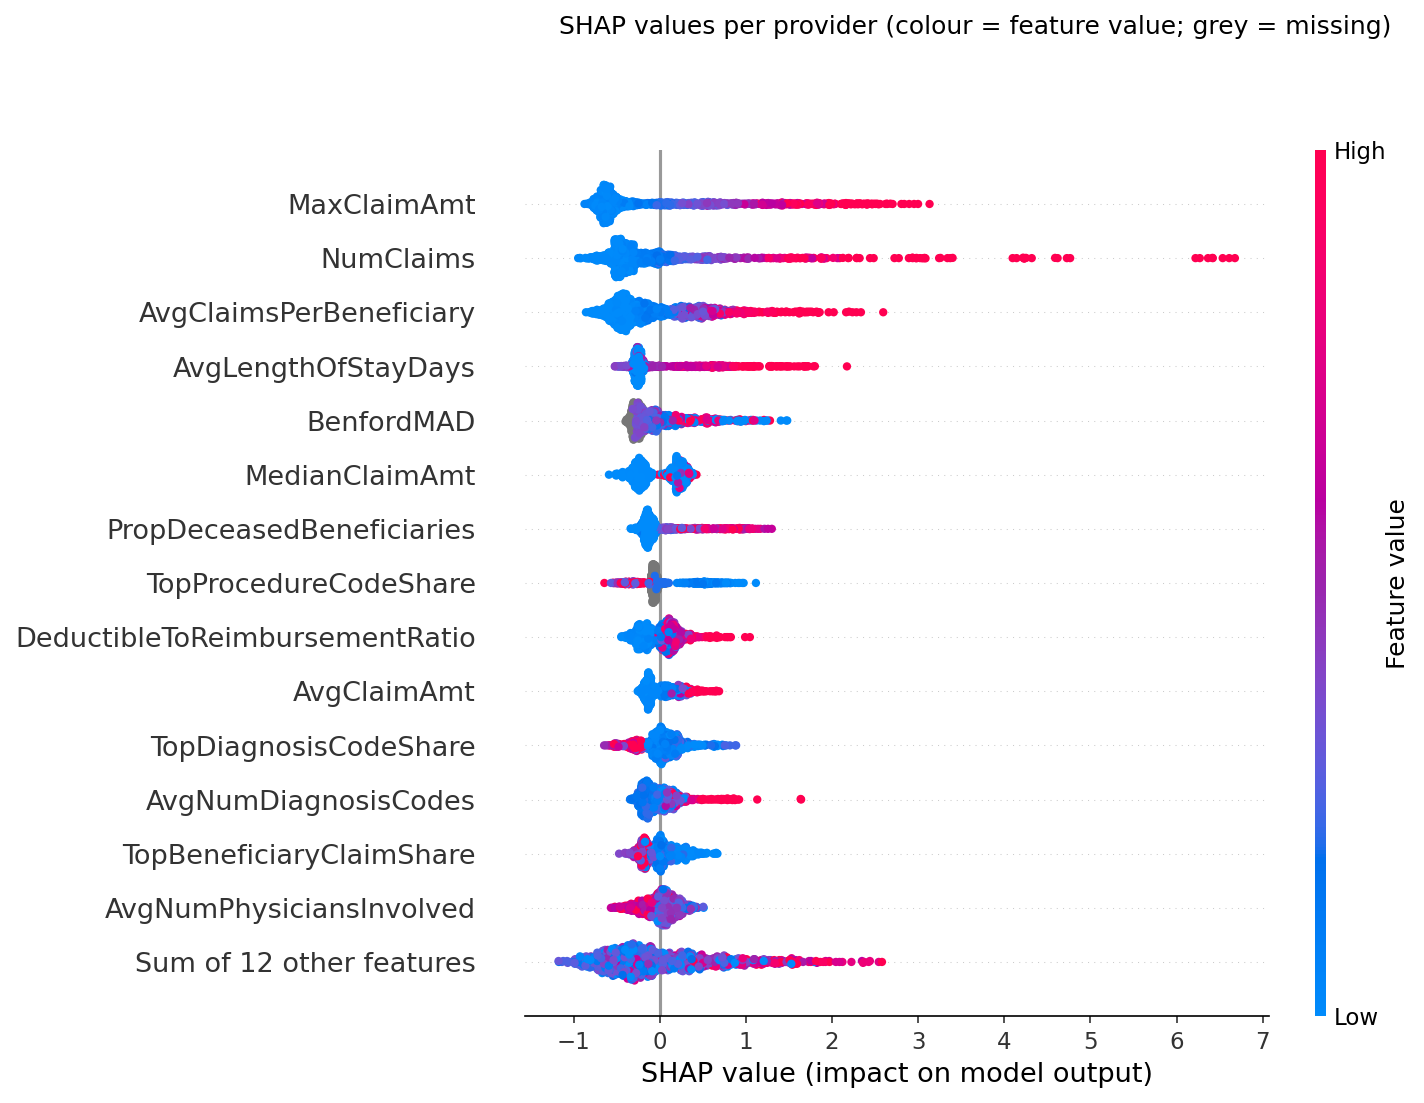 SHAP values per provider (colour = feature value; grey = missing)
High
MaxClaimAmt
NumClaims
AvgClaimsPerBeneficiary
AvgLengthOfStayDays
BenfordMAD
MedianClaimAmt
PropDeceasedBeneficiaries
TopProcedureCodeShare
DeductibleToReimbursementRatio
AvgClaimAmt
TopDiagnosisCodeShare
AvgNumDiagnosisCodes
TopBeneficiaryClaimShare
AvgNumPhysiciansInvolved
Sum of 12 other features
Feature value
Low
−1 0 1 2 3 4 5 6 7
SHAP value (impact on model output)